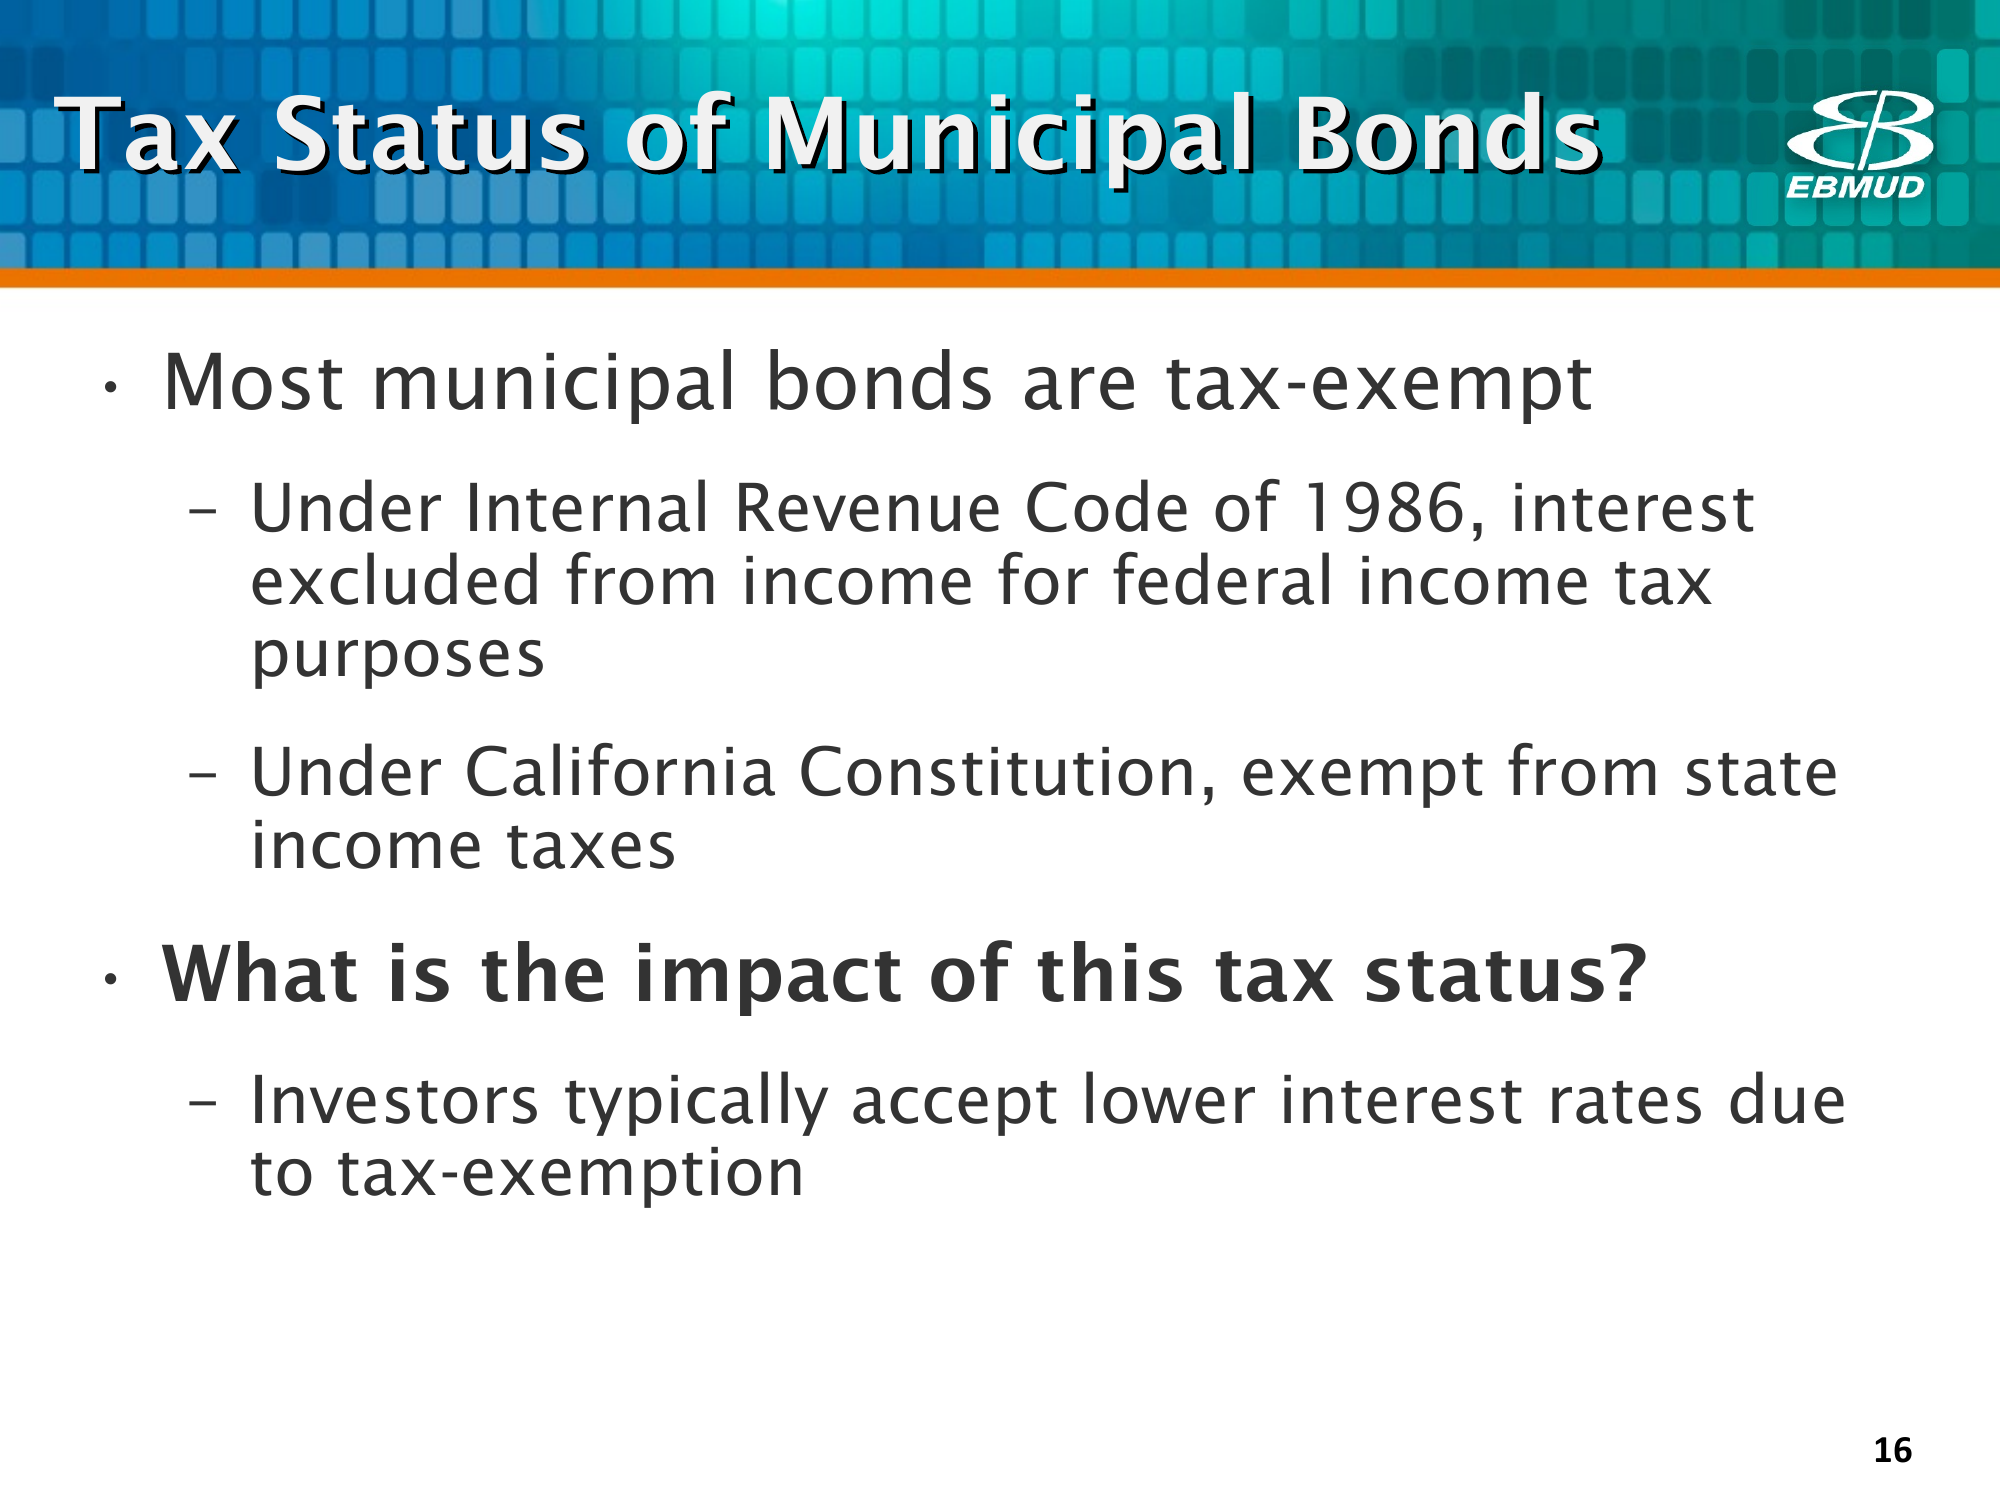 Tax Status of Municipal Bonds
EBMUD
• Most municipal bonds are tax-exempt
– Under Internal Revenue Code of 1986, interest
excluded from income for federal income tax
purposes
– Under California Constitution, exempt from state
income taxes
• What is the impact of this tax status?
– Investors typically accept lower interest rates due
to tax-exemption
16